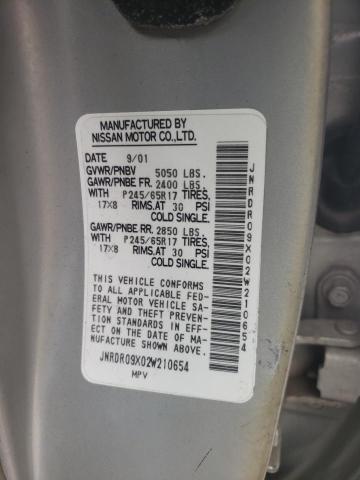 MANUFACTURED BY
NISSAN MOTOR CO.,LTD.
DATE 9/01
GVWR/PNBV 5050 LBS.
GAWR/PNBE FR. 2400 LBS.
WITH P245/65R17 TIRES,
17X8 RIMS,AT 30 PSI
COLD SINGLE.
GAWR/PNBE RR. 2850 LBS.
WITH P245/65R17 TIRES,
17X8 RIMS,AT 30 PSI
COLD SINGLE.
THIS VEHICLE CONFORMS
TO ALL APPLICABLE FED-
ERAL MOTOR VEHICLE SA-
FETY AND THEFT PREVEN-
TION STANDARDS IN EFF-
ECT ON THE DATE OF MA-
NUFACTURE SHOWN ABOVE.
JNRDR09X02W210654
MPV
JNRDR09X02W210654